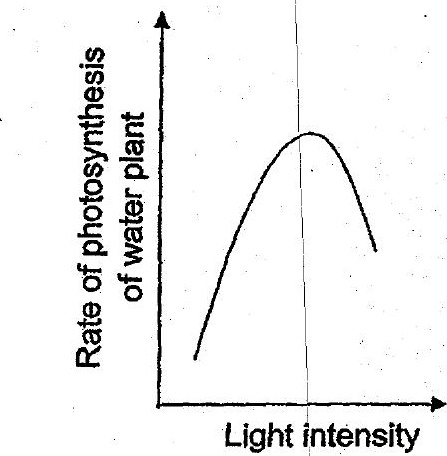 Rate of photosynthesis
of water plant
Light intensity